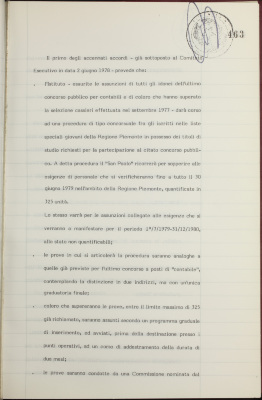 463
Il primo degli accennati accordi - già sottoposto al Comitato
Esecutivo in data 2 giugno 1978 - prevede che:
- l'Istituto - esaurite le assunzioni di tutti gli idonei dell'ultimo
concorso pubblico per contabili e di coloro che hanno superato
la selezione cassieri effettuata nel settembre 1977 - darà corso
ad una procedura di tipo concorsuale fra gli iscritti nelle liste
speciali giovani della Regione Piemonte in possesso dei titoli di
studio richiesti per la partecipazione al citato concorso pubbli-
co. A detta procedura il "San Paolo" ricorrerà per sopperire alle
esigenze di personale che si verificheranno fino a tutto il 30
giugno 1979 nell'ambito della Regione Piemonte, quantificate in
325 unità.
Lo stesso varrà per le assunzioni collegate alle esigenze che si
verranno a manifestare per il periodo 1°/7/1979-31/12/1980,
allo stato non quantificabili;
- le prove in cui si articolerà la procedura saranno analoghe a
quelle già previste per l'ultimo concorso a posti di "contabile",
contemplando la distinzione in due indirizzi, ma con un'unica
graduatoria finale;
- coloro che supereranno le prove, entro il limite massimo di 325
già richiamato, saranno assunti secondo un programma graduale
di inserimento, ed avviati, prima della destinazione presso i
punti operativi, ad un corso di addestramento della durata di
due mesi;
- le prove saranno condotte da una Commissione nominata dal